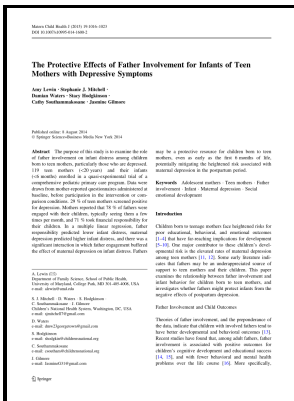 Matern Child Health J (2015) 19:1016–1023
DOI 10.1007/s10995-014-1600-2
The Protective Effects of Father Involvement for Infants of Teen
Mothers with Depressive Symptoms
Amy Lewin · Stephanie J. Mitchell ·
Damian Waters · Stacy Hodgkinson ·
Cathy Southammakosane · Jasmine Gilmore
Published online: 8 August 2014
© Springer Science+Business Media New York 2014
Abstract The purpose of this study is to examine the role
of father involvement on infant distress among children
born to teen mothers, particularly those who are depressed.
119 teen mothers (<20 years) and their infants
(<6 months) enrolled in a quasi-experimental trial of a
comprehensive pediatric primary care program. Data were
drawn from mother-reported questionnaires administered at
baseline, before participation in the intervention or com-
parison conditions. 29 % of teen mothers screened positive
for depression. Mothers reported that 78 % of fathers were
engaged with their children, typically seeing them a few
times per month, and 71 % took financial responsibility for
their children. In a multiple linear regression, father
responsibility predicted lower infant distress, maternal
depression predicted higher infant distress, and there was a
significant interaction in which father engagement buffered
the effect of maternal depression on infant distress. Fathers
A. Lewin
Department of Family Science, School of Public Health,
University of Maryland, College Park, MD
S. J. Mitchell · D. Waters · S. Hodgkinson ·
C. Southammakosane · J. Gilmore
Children's National Health System, Washington, DC, USA
D. Waters
S. Hodgkinson
C. Southammakosane
J. Gilmore
may be a protective resource for children born to teen
mothers, even as early as the first 6 months of life,
potentially mitigating the heightened risk associated with
maternal depression in the postpartum period.
Keywords Adolescent mothers · Teen mothers · Father
involvement · Infant · Maternal depression · Social
emotional development
Introduction
Children born to teenage mothers face heightened risks for
poor educational, behavioral, and emotional outcomes
[1–4] that have far-reaching implications for development
[5–10]. One major contributor to these children's devel-
opmental risk is the elevated rates of maternal depression
among teen mothers [11, 12]. Some early literature indi-
cates that fathers may be an underappreciated source of
support to teen mothers and their children. This paper
examines the relationship between father involvement and
infant behavior for children born to teen mothers, and
investigates whether fathers might protect infants from the
negative effects of postpartum depression.
Father Involvement and Child Outcomes
Theories of father involvement, and the preponderance of
the data, indicate that children with involved fathers tend to
have better developmental and behavioral outcomes [13].
Recent studies have found that, among adult fathers, father
involvement is associated with positive outcomes for
children's cognitive development and educational success
[14, 15], and with fewer behavioral and mental health
problems over the life course [16]. More specifically,
Springer